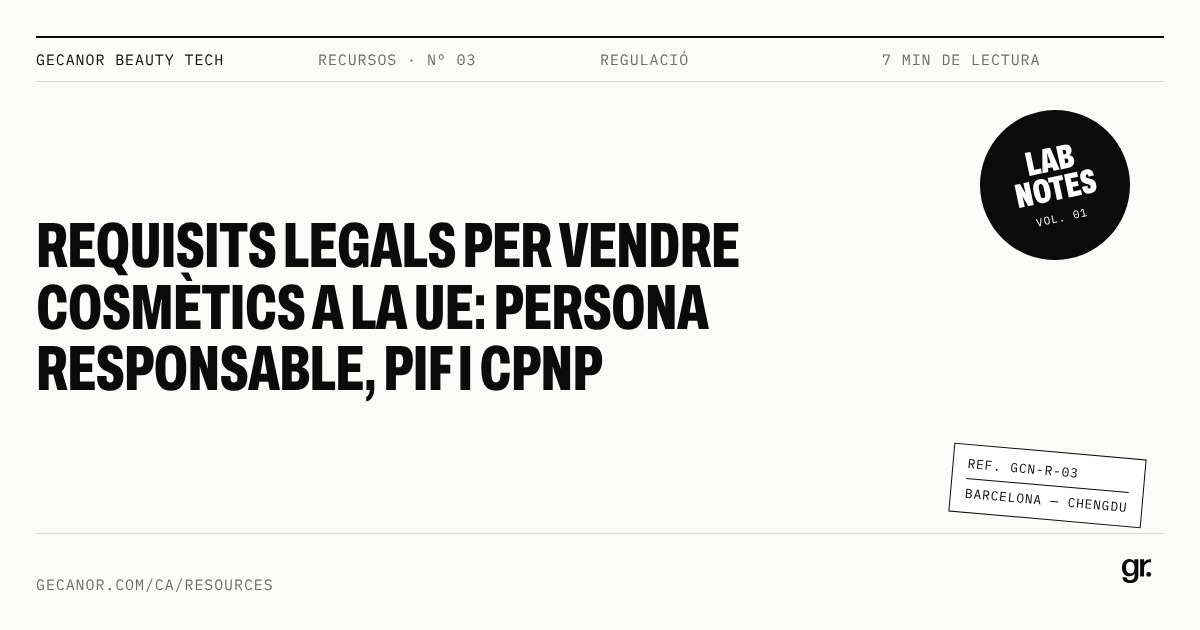 GECANOR BEAUTY TECH
RECURSOS · Nº 03
REGULACIÓ
7 MIN DE LECTURA
LAB
NOTES
VOL. 01
REQUISITS LEGALS PER VENDRE
COSMÈTICS A LA UE: PERSONA
RESPONSABLE, PIF I CPNP
REF. GCN-R-03
BARCELONA — CHENGDU
GECANOR.COM/CA/RESOURCES
gr.